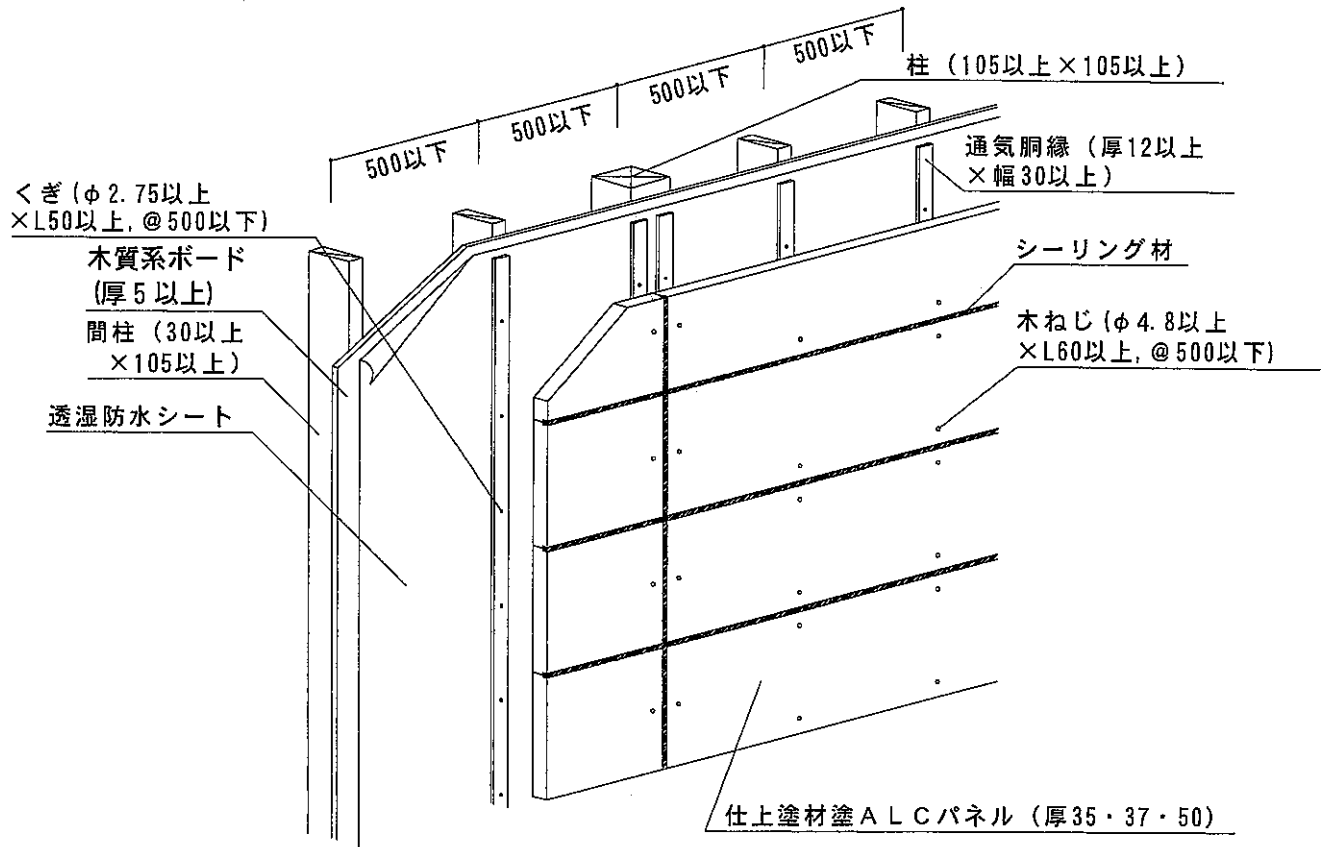 500以下
500以下
500以下
500以下
柱（105以上×105以上）
通気胴縁（厚12以上
×幅30以上）
くぎ(φ2.75以上
×L50以上,@500以下)
木質系ボード
(厚5以上)
間柱（30以上
×105以上）
透湿防水シート
シーリング材
木ねじ(φ4.8以上
×L60以上,@500以下)
仕上塗材塗ALCパネル（厚35・37・50）